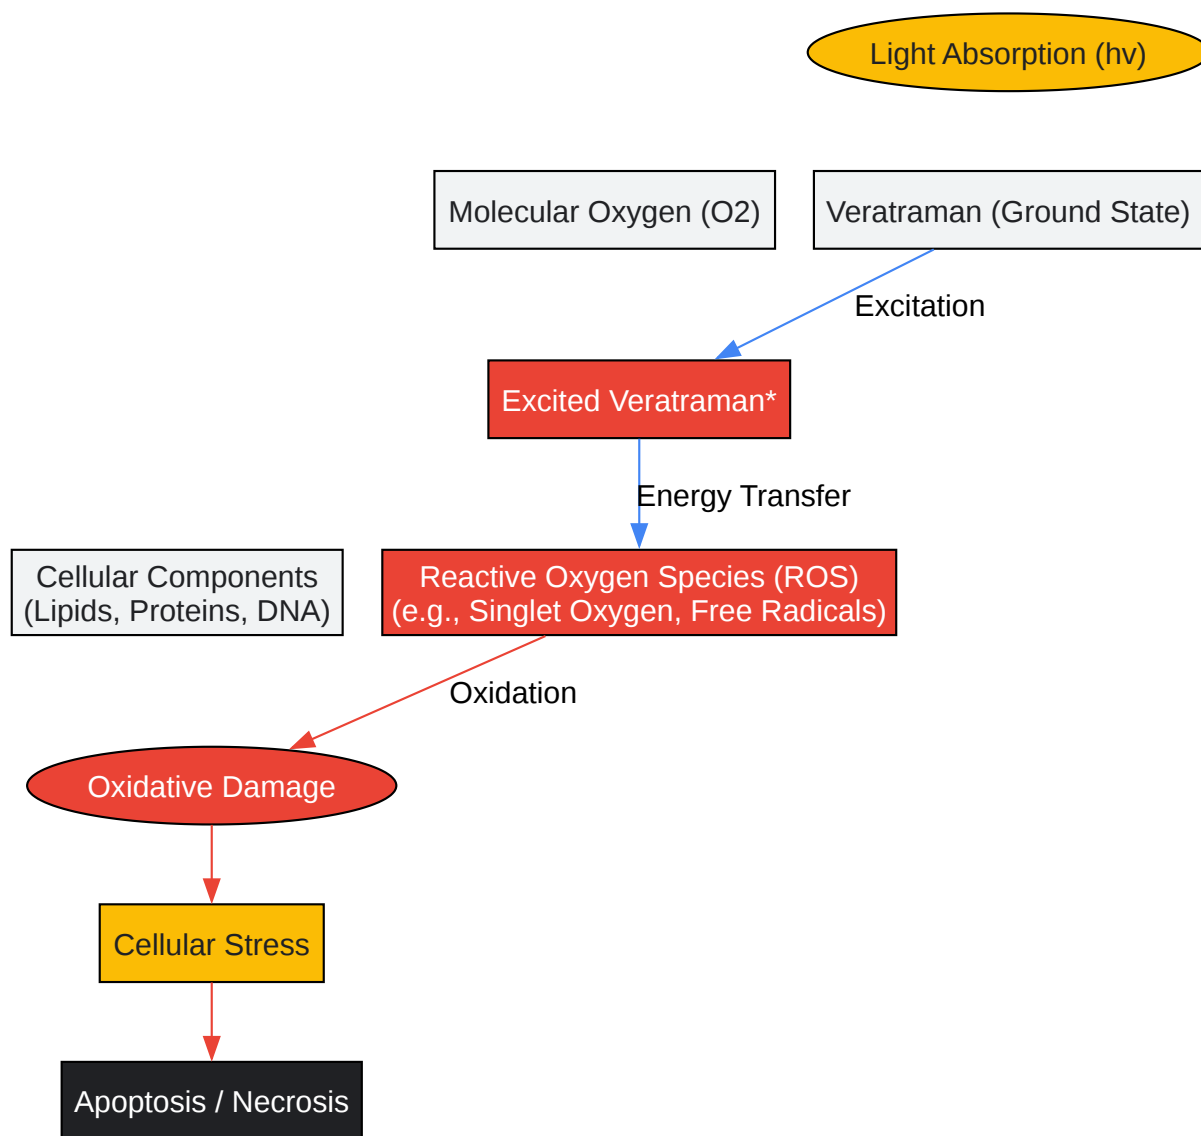 Light Absorption (hv)
Molecular Oxygen (O2)
Veratraman (Ground State)
Excitation
Excited Veratraman*
Energy Transfer
Cellular Components
(Lipids, Proteins, DNA)
Reactive Oxygen Species (ROS)
(e.g., Singlet Oxygen, Free Radicals)
Oxidation
Oxidative Damage
Cellular Stress
Apoptosis / Necrosis